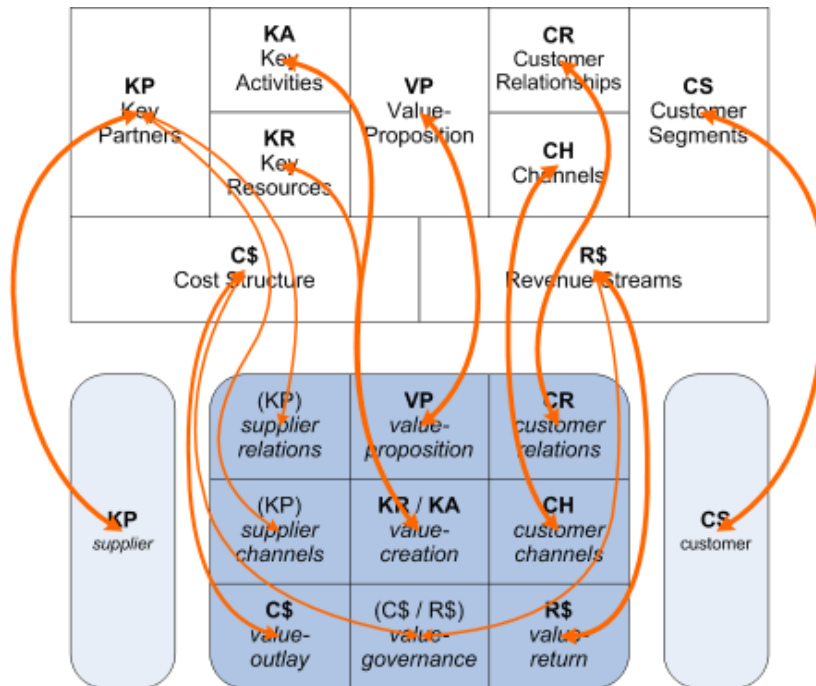 KP
Key
Partners
KA
Key
Activities
KR
Key
Resources
VP
Value-
Proposition
CR
Customer
Relationships
CH
Channels
CS
Customer
Segments
C$
Cost Structure
R$
Revenue Streams
KP
supplier
(KP)
supplier
relations
VP
value-
proposition
CR
customer
relations
(KP)
supplier
channels
KR / KA
value-
creation
CH
customer
channels
C$
value-
outlay
(C$ / R$)
value-
governance
R$
value-
return
CS
customer